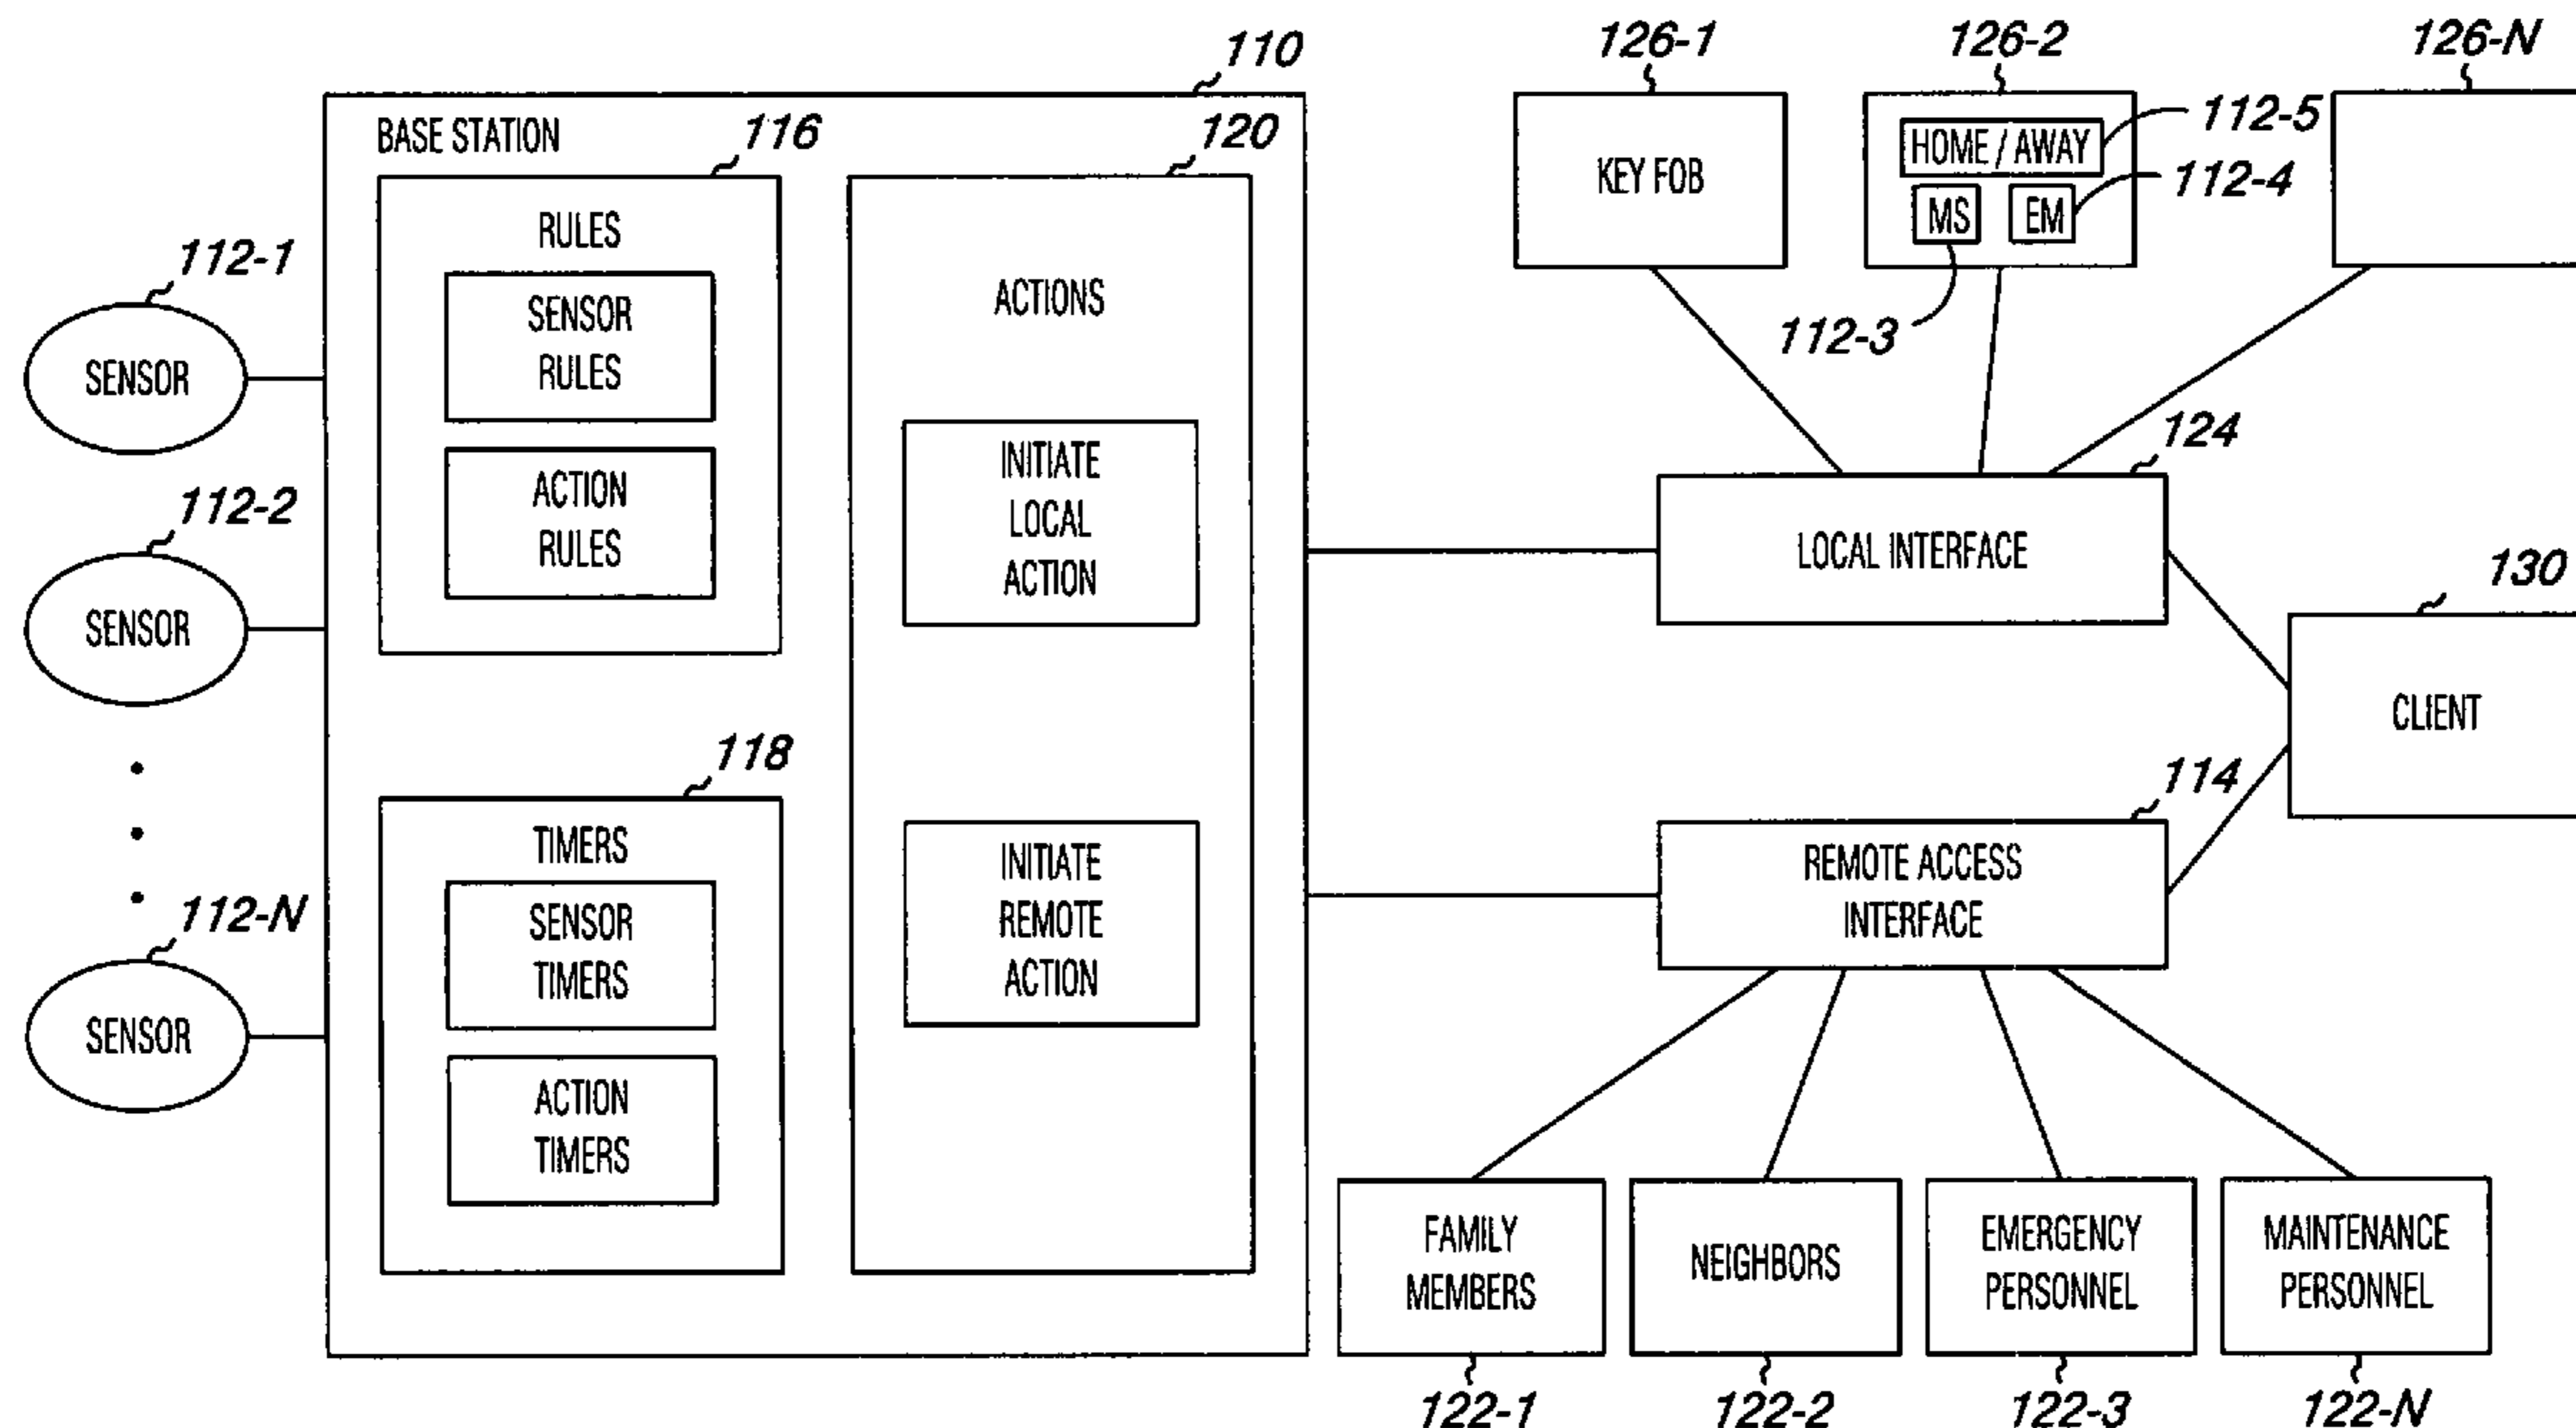 110
BASE STATION
116
RULES
SENSOR
RULES
ACTION
RULES
118
TIMERS
SENSOR
TIMERS
ACTION
TIMERS
120
ACTIONS
INITIATE
LOCAL
ACTION
INITIATE
REMOTE
ACTION
112-1
SENSOR
112-2
SENSOR
112-N
SENSOR
126-1
KEY FOB
126-2
HOME / AWAY
112-5
MS
EM
112-4
112-3
126-N
124
LOCAL INTERFACE
130
CLIENT
114
REMOTE ACCESS
INTERFACE
FAMILY
MEMBERS
122-1
NEIGHBORS
122-2
EMERGENCY
PERSONNEL
122-3
MAINTENANCE
PERSONNEL
122-N